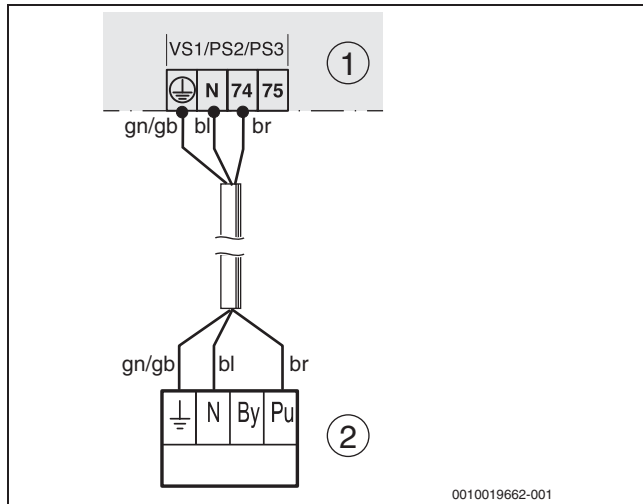 VS1/PS2/PS3
1
N 74 75
gn/gb bl br
gn/gb bl br
N By Pu
2
0010019662-001